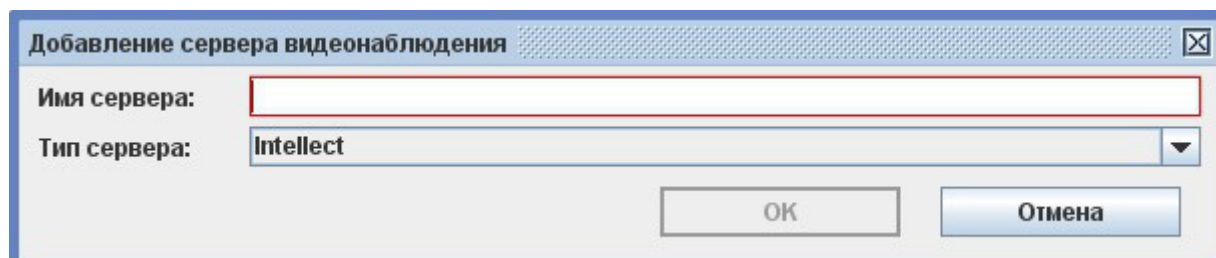 Добавление сервера видеонаблюдения
Имя сервера:
Тип сервера: Intellect
OK Отмена